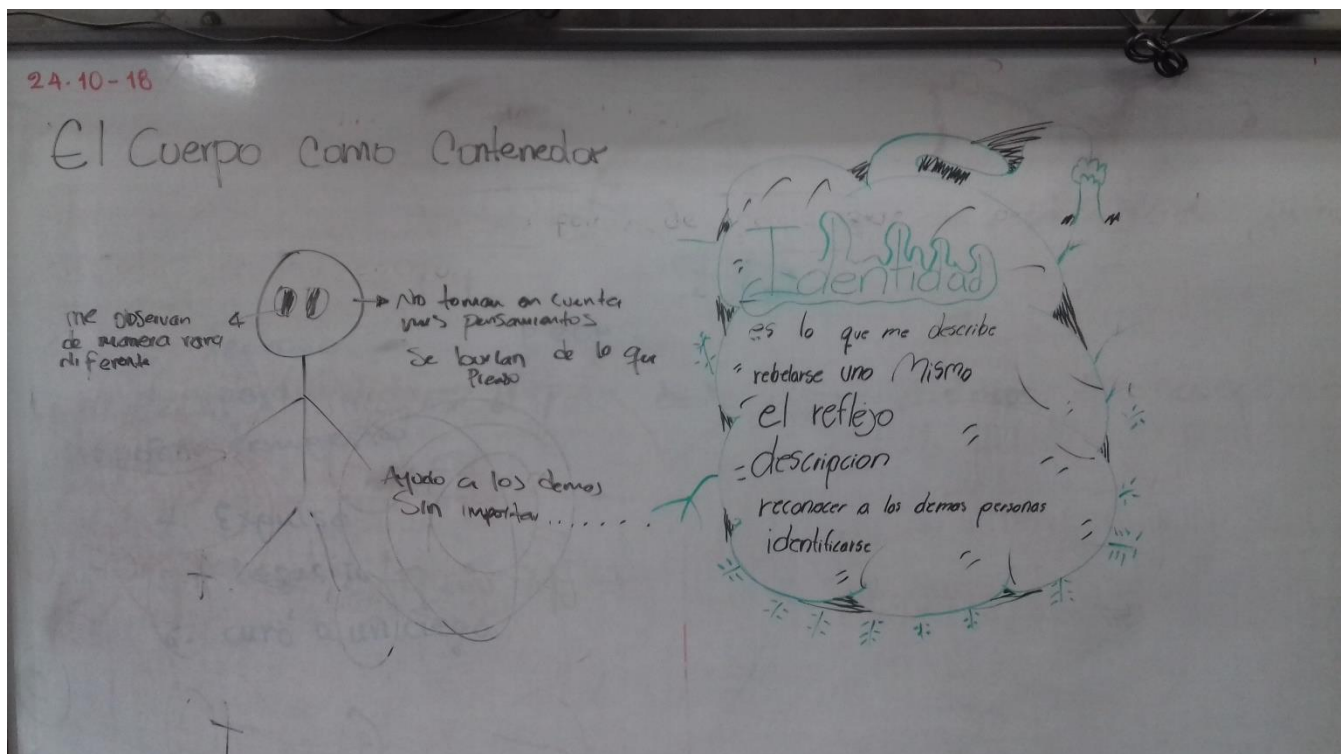 24-10-18
El Cuerpo como Contenedor
me observan
de manera rara
diferente
No toman en cuenta
mis pensamientos
Se burlan de lo que
Pienso
Ayudo a los demas
Sin importar.......
Identidad
es lo que me describe
rebelarse uno Mismo
el reflejo
descripcion
reconocer a los demas personas
identificarse